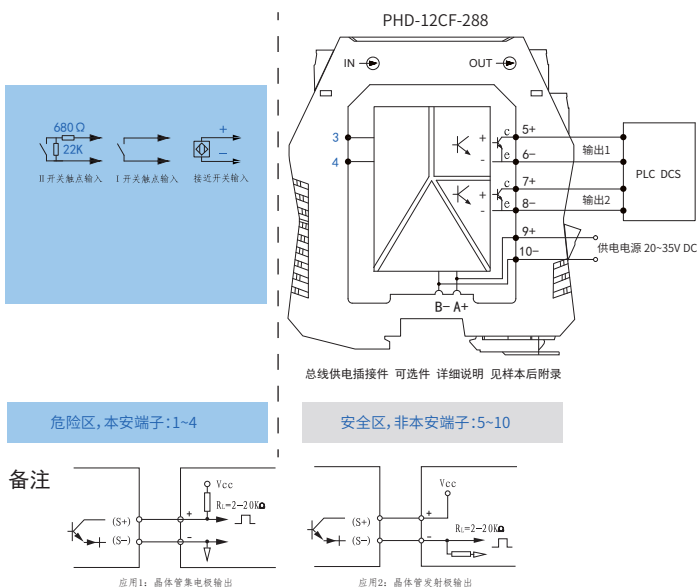 PHD-12CF-288
IN
OUT
680Ω
22K
+
−
II 开关触点输入
I 开关触点输入
接近开关输入
3
4
+ c 5+
输出1
- e 6-
PLC DCS
+ c 7+
输出2
- e 8-
9+
供电电源 20~35V DC
10-
B- A+
总线供电插接件 可选件 详细说明 见样本后附录
危险区,本安端子:1~4
安全区,非本安端子:5~10
备注
Vcc
RL=2-20KΩ
(S+) +
(S-) -
应用1: 晶体管集电极输出
Vcc
(S+) +
RL=2-20KΩ
(S-) -
应用2: 晶体管发射极输出